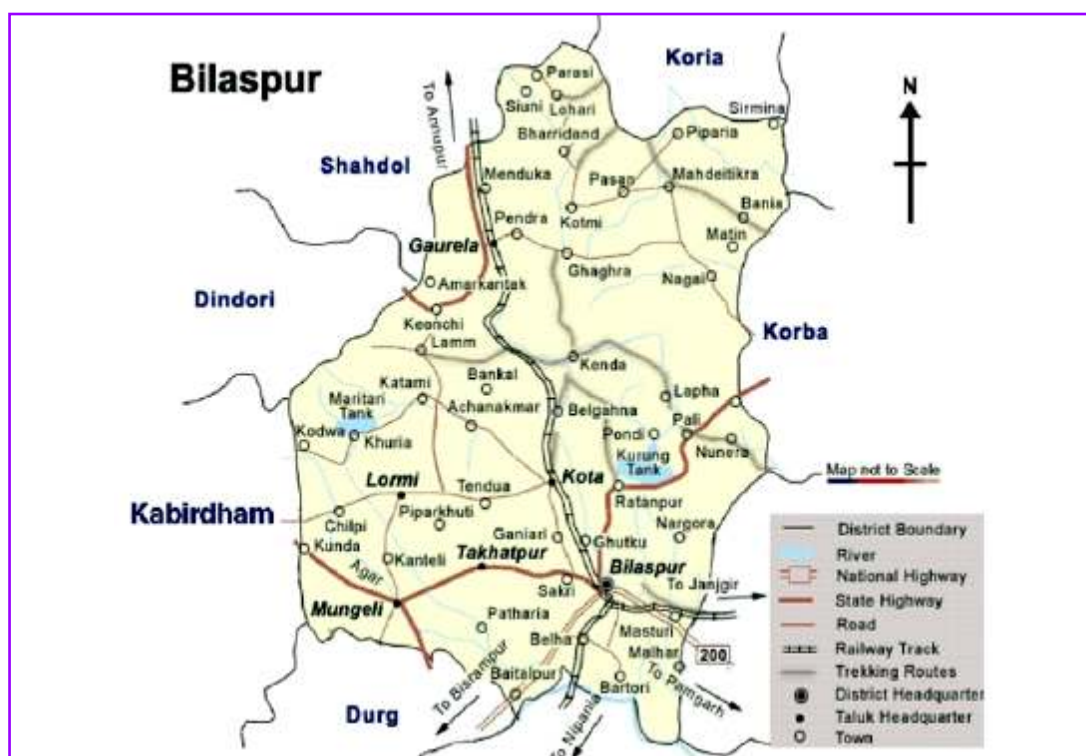 Bilaspur
Koria
N
Parasi
Siuni
Lohari
Sirmina
To Annupur
Bharridand
Piparia
Shahdol
Menduka
Pasan
Mahdeitikra
Bania
Pendra
Kotmi
Matin
Gaurela
Ghaghra
Nagai
Amarkantak
Dindori
Keonchi
Korba
Lamm
Kenda
Bankal
Katami
Lapha
Maritan
Tank
Achanakmar
Belgahna
Pali
Kodwa
Khuria
Pondi
Nunera
Kurung
Tank
Map not to Scale
Lormi
Tendua
Kota
Ratanpur
Kabirdham
Chilpi
Piparkhuti
Nargora
District Boundary
Kunda
Ganiari
Ghutku
River
Agar
Kanteli
Takhatpur
Bilaspur
National Highway
Sakri
To Janjgir
State Highway
Mungeli
Patharia
Masturi
Road
Belha
Malhar
200
Railway Track
To Bisrampur
Baitalpur
Bartori
To Pamgarh
Trekking Routes
District Headquarter
Durg
To Nipania
Taluk Headquarter
Town